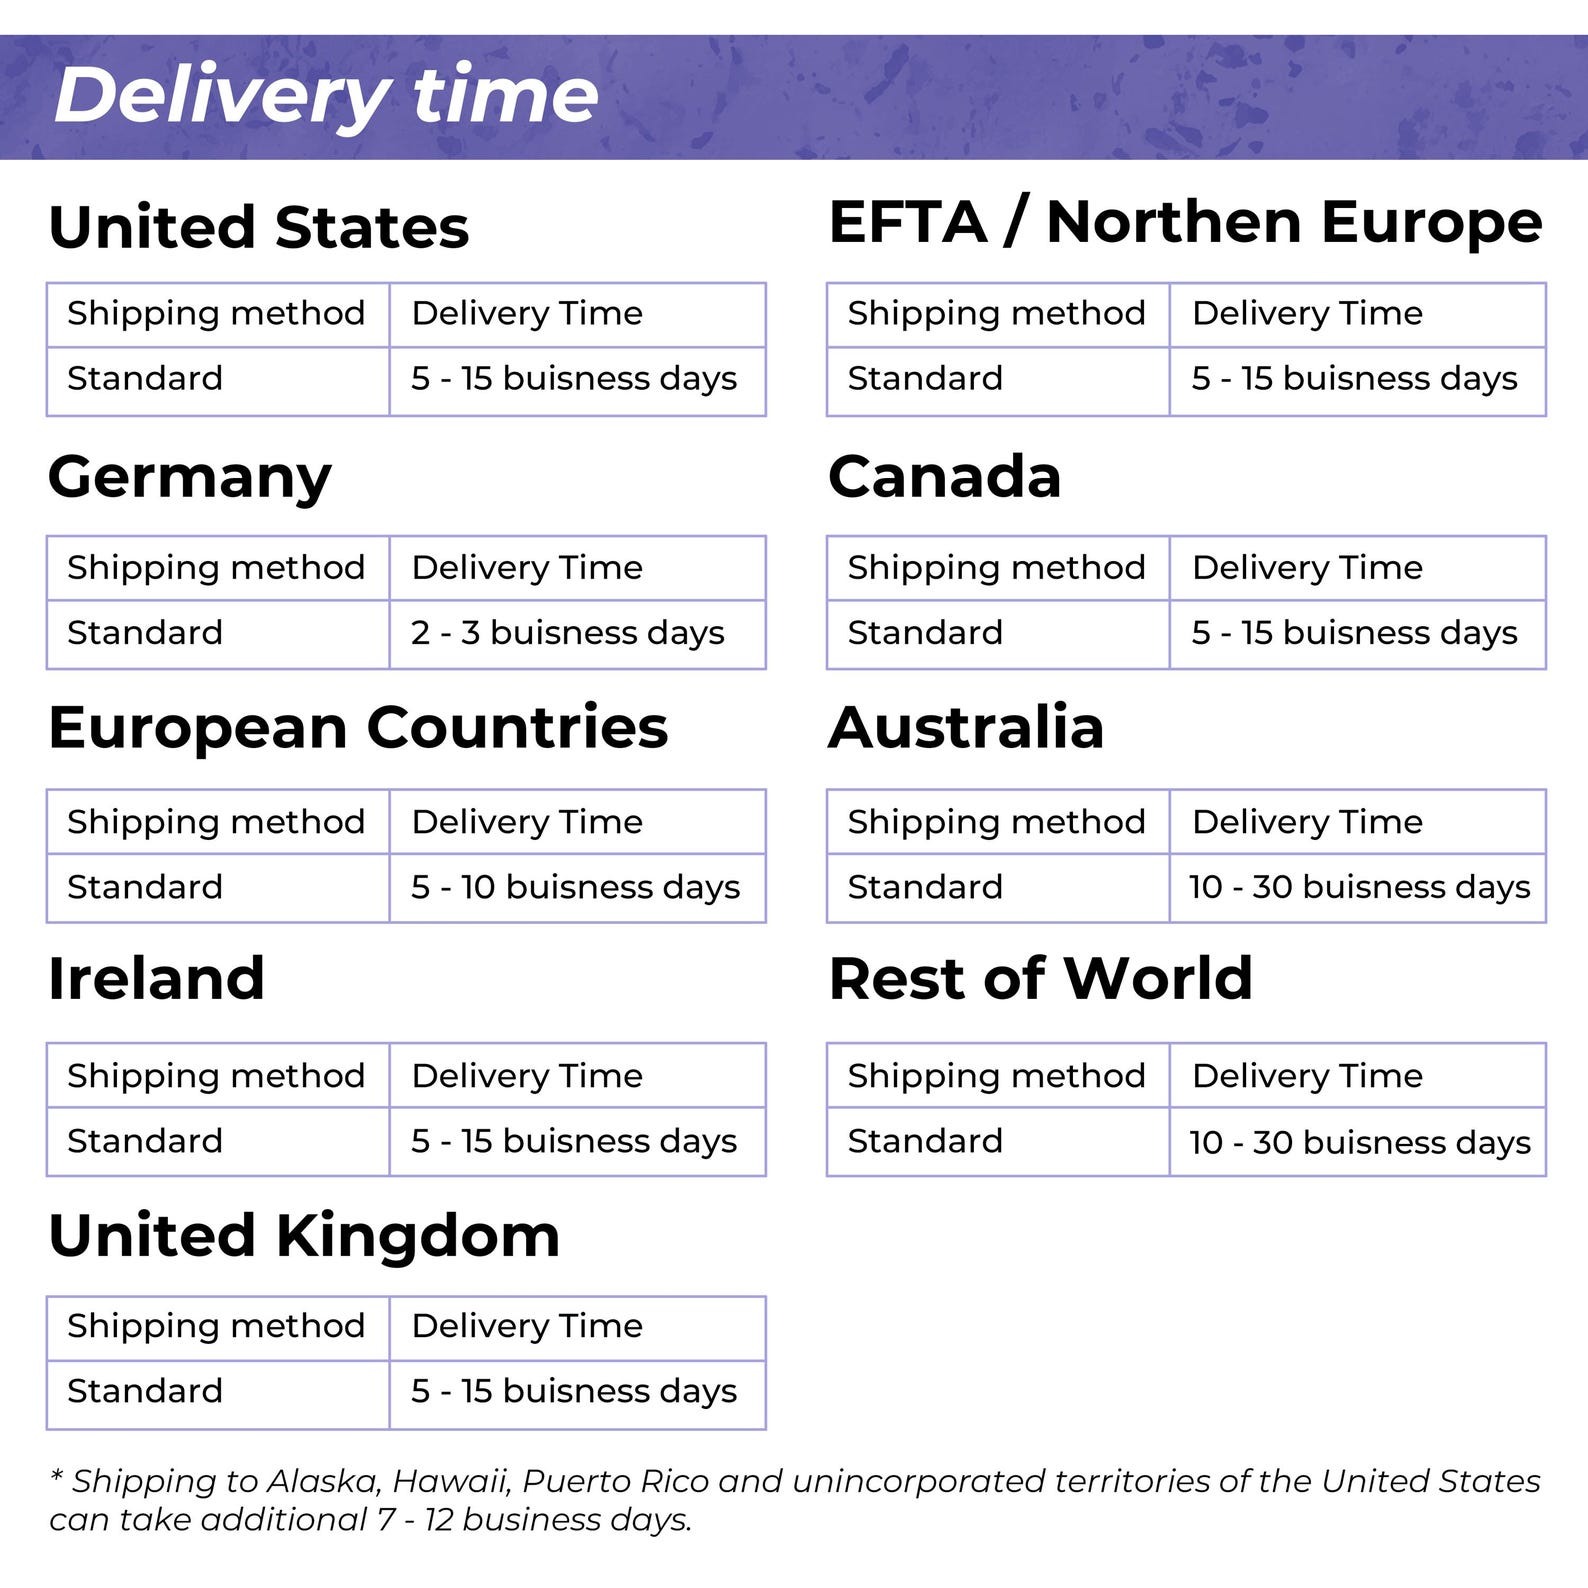 Delivery time
United States
Shipping method Delivery Time
Standard 5 - 15 buisness days
Germany
Shipping method Delivery Time
Standard 2 - 3 buisness days
European Countries
Shipping method Delivery Time
Standard 5 - 10 buisness days
Ireland
Shipping method Delivery Time
Standard 5 - 15 buisness days
United Kingdom
Shipping method Delivery Time
Standard 5 - 15 buisness days
EFTA / Northen Europe
Shipping method Delivery Time
Standard 5 - 15 buisness days
Canada
Shipping method Delivery Time
Standard 5 - 15 buisness days
Australia
Shipping method Delivery Time
Standard 10 - 30 buisness days
Rest of World
Shipping method Delivery Time
Standard 10 - 30 buisness days
* Shipping to Alaska, Hawaii, Puerto Rico and unincorporated territories of the United States
can take additional 7 - 12 business days.